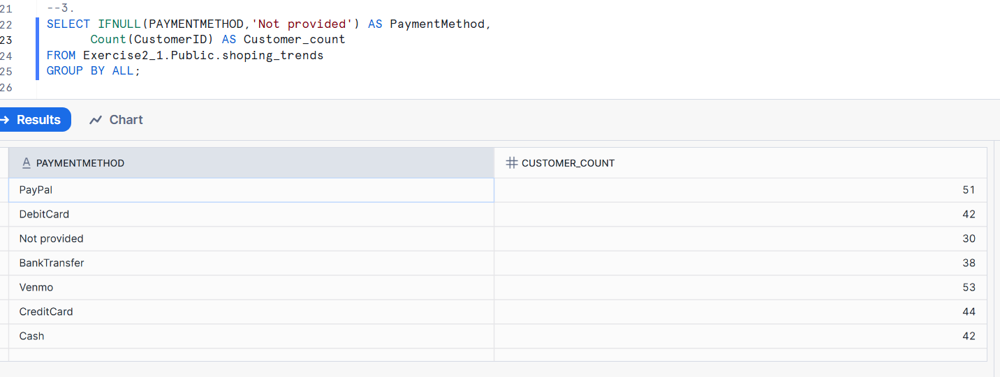 21 --3.
22 SELECT IFNULL(PAYMENTMETHOD,'Not provided') AS PaymentMethod,
23 Count(CustomerID) AS Customer_count
24 FROM Exercise2_1.Public.shoping_trends
25 GROUP BY ALL;
26
Results Chart
A PAYMENTMETHOD # CUSTOMER_COUNT
PayPal 51
DebitCard 42
Not provided 30
BankTransfer 38
Venmo 53
CreditCard 44
Cash 42